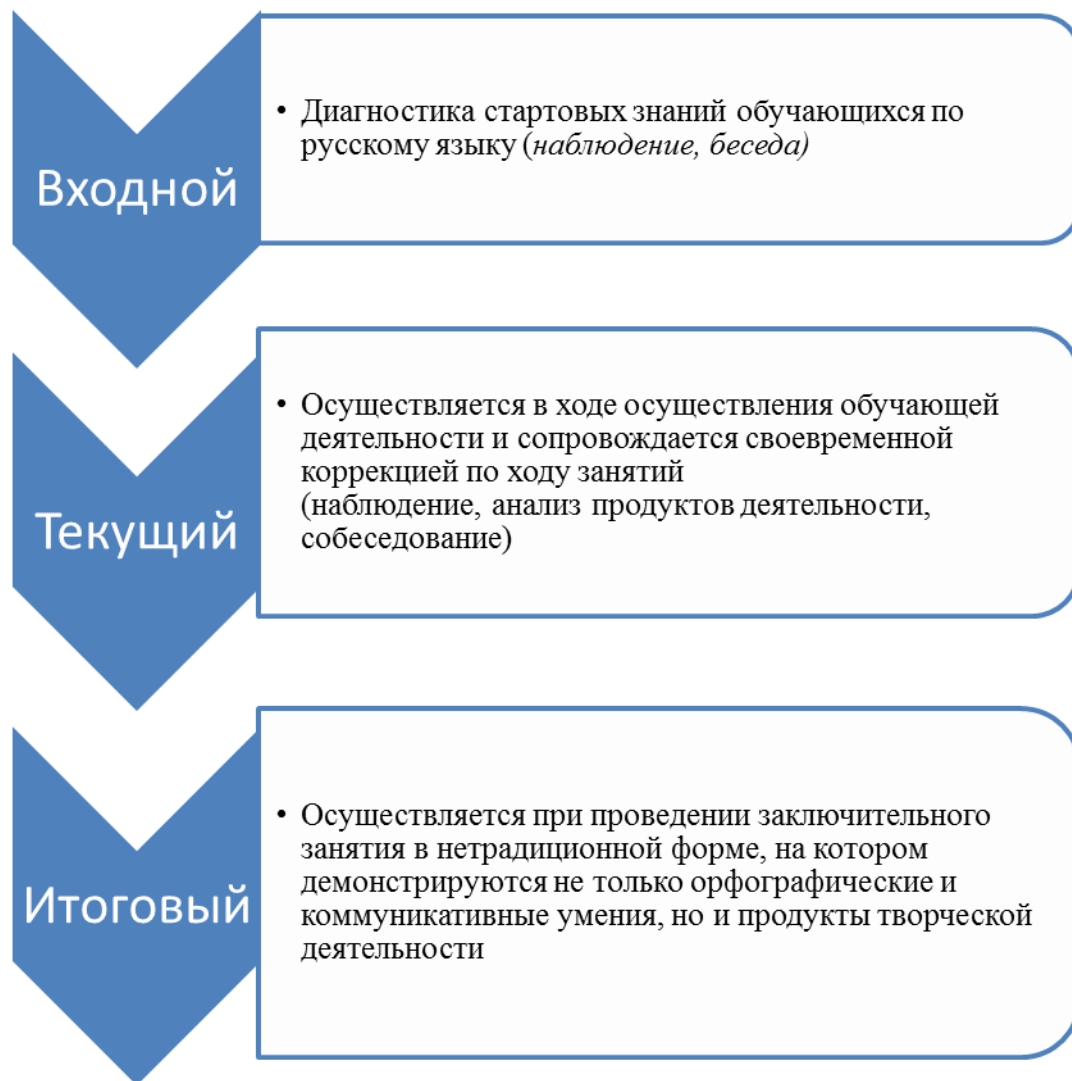 Входной
• Диагностика стартовых знаний обучающихся по
русскому языку (наблюдение, беседа)
Текущий
• Осуществляется в ходе осуществления обучающей
деятельности и сопровождается своевременной
коррекцией по ходу занятий
(наблюдение, анализ продуктов деятельности,
собеседование)
Итоговый
• Осуществляется при проведении заключительного
занятия в нетрадиционной форме, на котором
демонстрируются не только орфографические и
коммуникативные умения, но и продукты творческой
деятельности